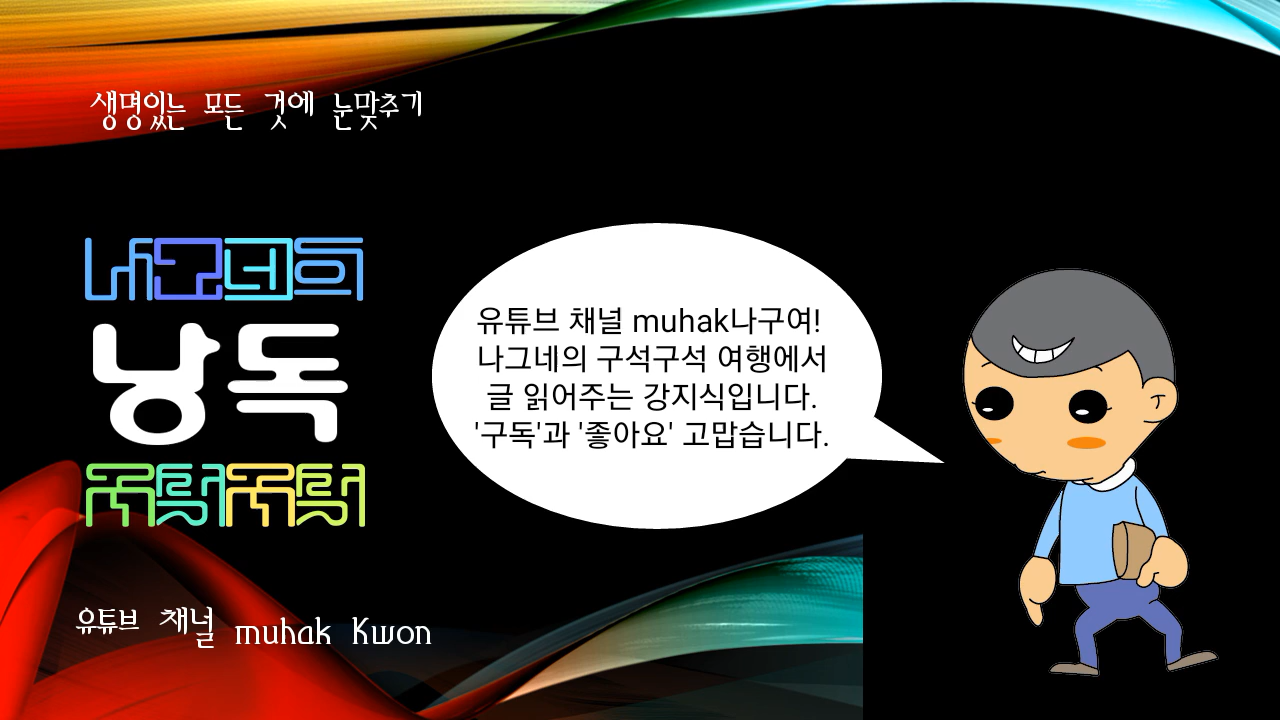 생명있는 모든 것에 눈맞추기
나그네의
낭독
구석구석
유튜브 채널 muhak나구여!
나그네의 구석구석 여행에서
글 읽어주는 강지식입니다.
'구독'과 '좋아요' 고맙습니다.
유튜브 채널 muhak Kwon